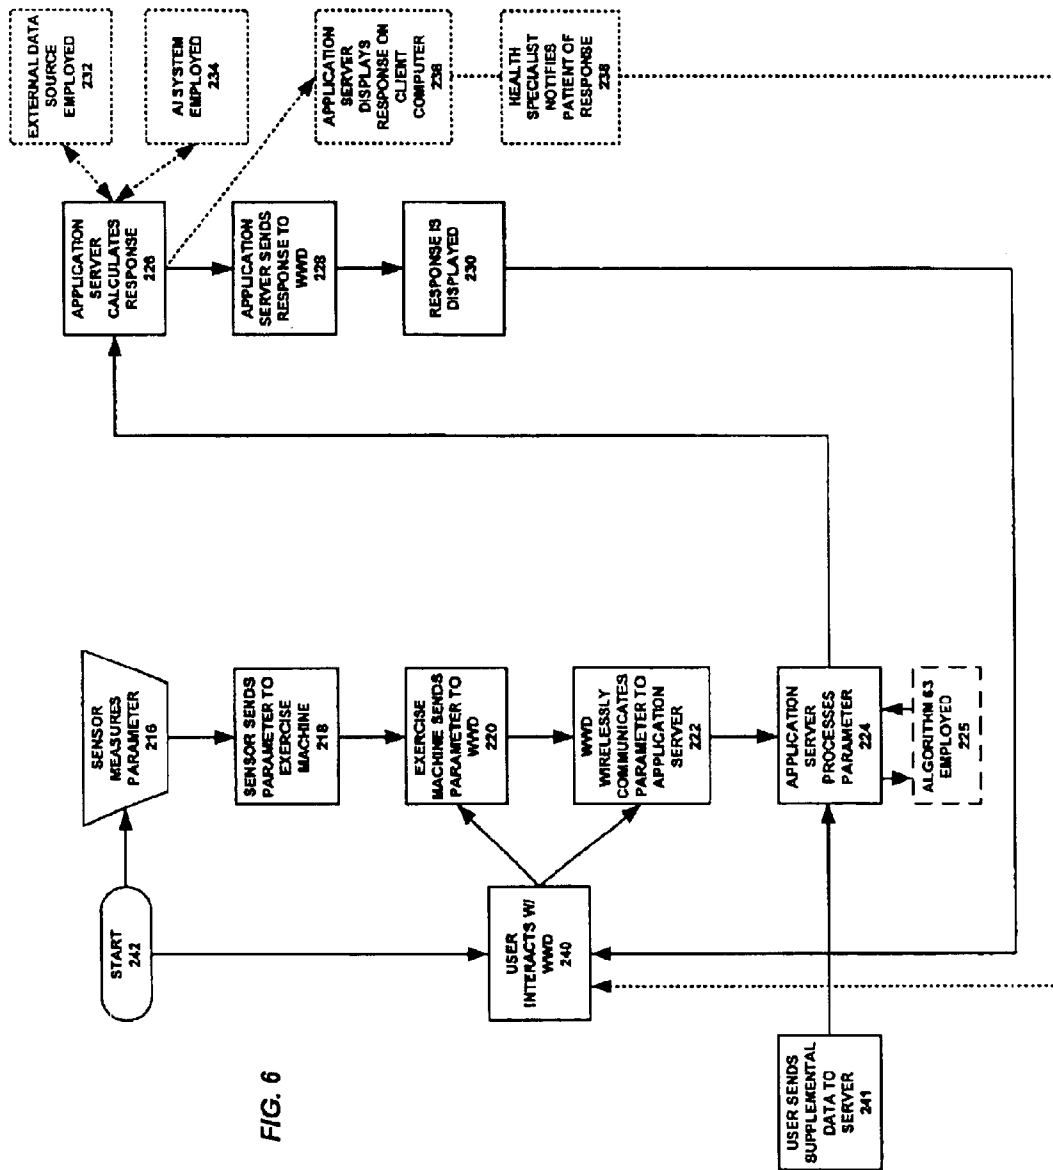 FIG. 6
START
242
SENSOR
MEASURES
PARAMETER
216
SENSOR SENDS
PARAMETER TO
EXERCISE
MACHINE
218
EXERCISE
MACHINE SENDS
PARAMETER TO
WWD
220
WWD
WIRELESSLY
COMMUNICATES
PARAMETER TO
APPLICATION
SERVER
222
APPLICATION
SERVER
PROCESSES
PARAMETER
224
ALGORITHM 63
EMPLOYED
225
USER
INTERACTS W/
WWD
240
USER SENDS
SUPPLEMENTAL
DATA TO
SERVER
241
APPLICATION
SERVER
CALCULATES
RESPONSE
226
APPLICATION
SERVER SENDS
RESPONSE TO
WWD
228
RESPONSE IS
DISPLAYED
230
EXTERNAL DATA
SOURCE
EMPLOYED
232
AI SYSTEM
EMPLOYED
234
APPLICATION
SERVER
DISPLAYS
RESPONSE ON
CLIENT
COMPUTER
236
HEALTH
SPECIALIST
NOTIFIES
PATIENT OF
RESPONSE
238